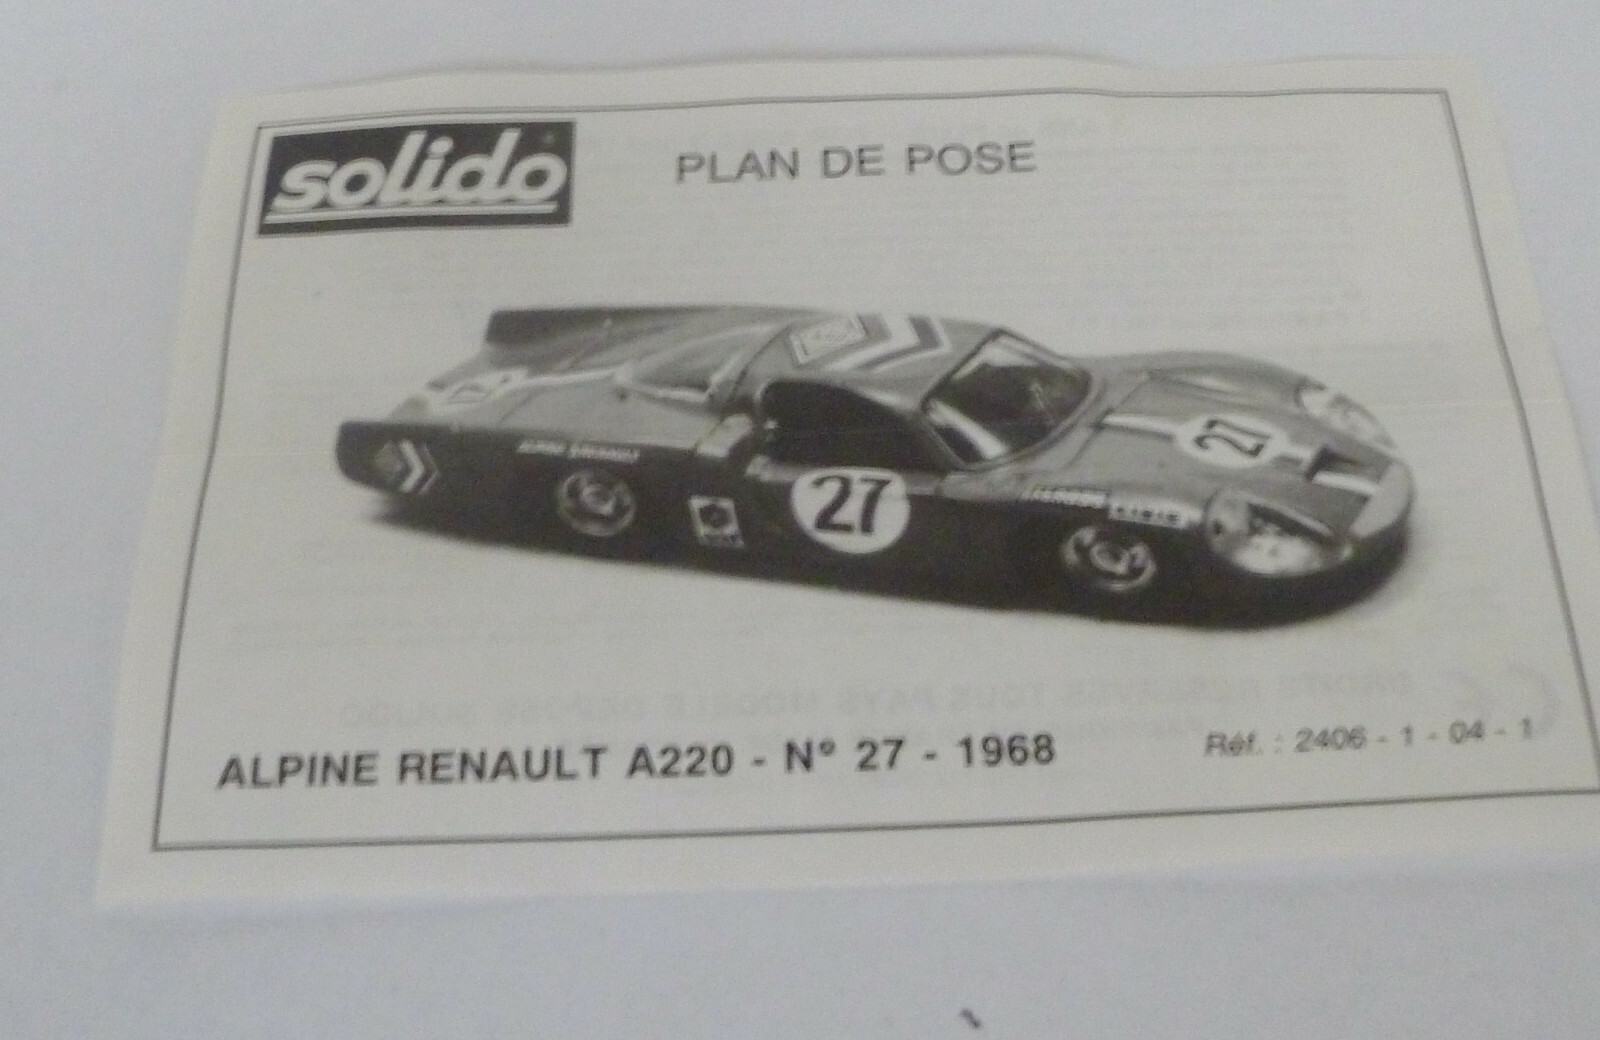 solido
PLAN DE POSE
27
27
ALPINE RENAULT A220 - N° 27 - 1968
Réf. : 2406 - 1 - 04 - 1